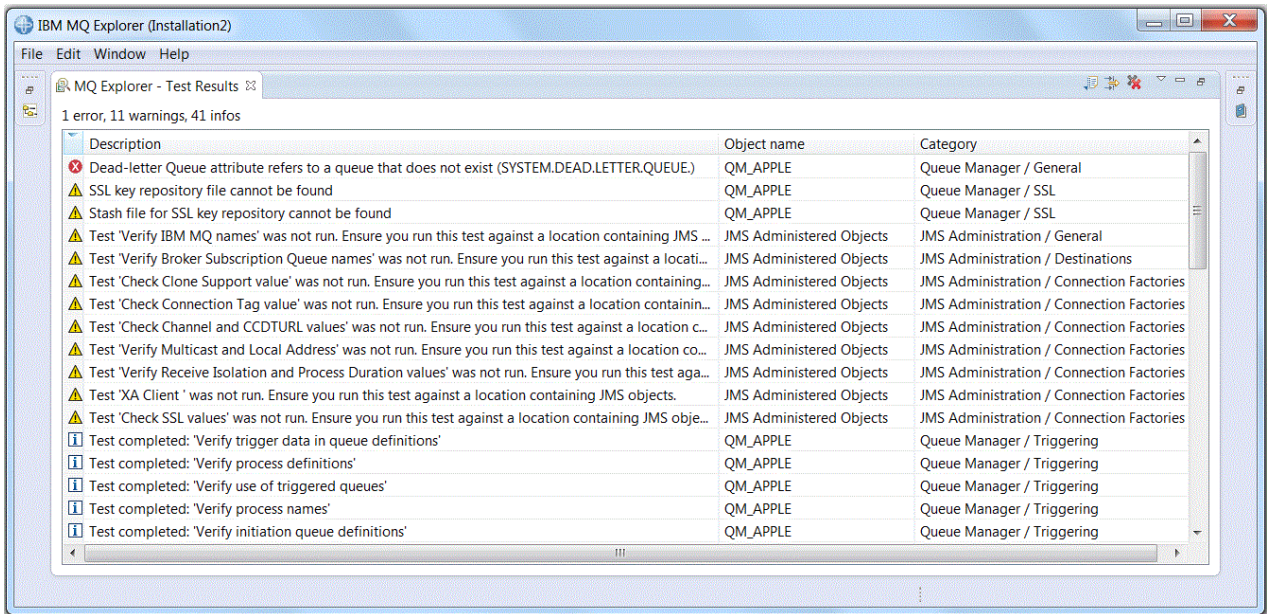 IBM MQ Explorer (Installation2)
File Edit Window Help
MQ Explorer - Test Results
1 error, 11 warnings, 41 infos
Description Object name Category
Dead-letter Queue attribute refers to a queue that does not exist (SYSTEM.DEAD.LETTER.QUEUE.) QM_APPLE Queue Manager / General
SSL key repository file cannot be found QM_APPLE Queue Manager / SSL
Stash file for SSL key repository cannot be found QM_APPLE Queue Manager / SSL
Test 'Verify IBM MQ names' was not run. Ensure you run this test against a location containing JMS ... JMS Administered Objects JMS Administration / General
Test 'Verify Broker Subscription Queue names' was not run. Ensure you run this test against a locati... JMS Administered Objects JMS Administration / Destinations
Test 'Check Clone Support value' was not run. Ensure you run this test against a location containing... JMS Administered Objects JMS Administration / Connection Factories
Test 'Check Connection Tag value' was not run. Ensure you run this test against a location containin... JMS Administered Objects JMS Administration / Connection Factories
Test 'Check Channel and CCDTURL values' was not run. Ensure you run this test against a location c... JMS Administered Objects JMS Administration / Connection Factories
Test 'Verify Multicast and Local Address' was not run. Ensure you run this test against a location co... JMS Administered Objects JMS Administration / Connection Factories
Test 'Verify Receive Isolation and Process Duration values' was not run. Ensure you run this test aga... JMS Administered Objects JMS Administration / Connection Factories
Test 'XA Client ' was not run. Ensure you run this test against a location containing JMS objects. JMS Administered Objects JMS Administration / Connection Factories
Test 'Check SSL values' was not run. Ensure you run this test against a location containing JMS obje... JMS Administered Objects JMS Administration / Connection Factories
Test completed: 'Verify trigger data in queue definitions' QM_APPLE Queue Manager / Triggering
Test completed: 'Verify process definitions' QM_APPLE Queue Manager / Triggering
Test completed: 'Verify use of triggered queues' QM_APPLE Queue Manager / Triggering
Test completed: 'Verify process names' QM_APPLE Queue Manager / Triggering
Test completed: 'Verify initiation queue definitions' QM_APPLE Queue Manager / Triggering